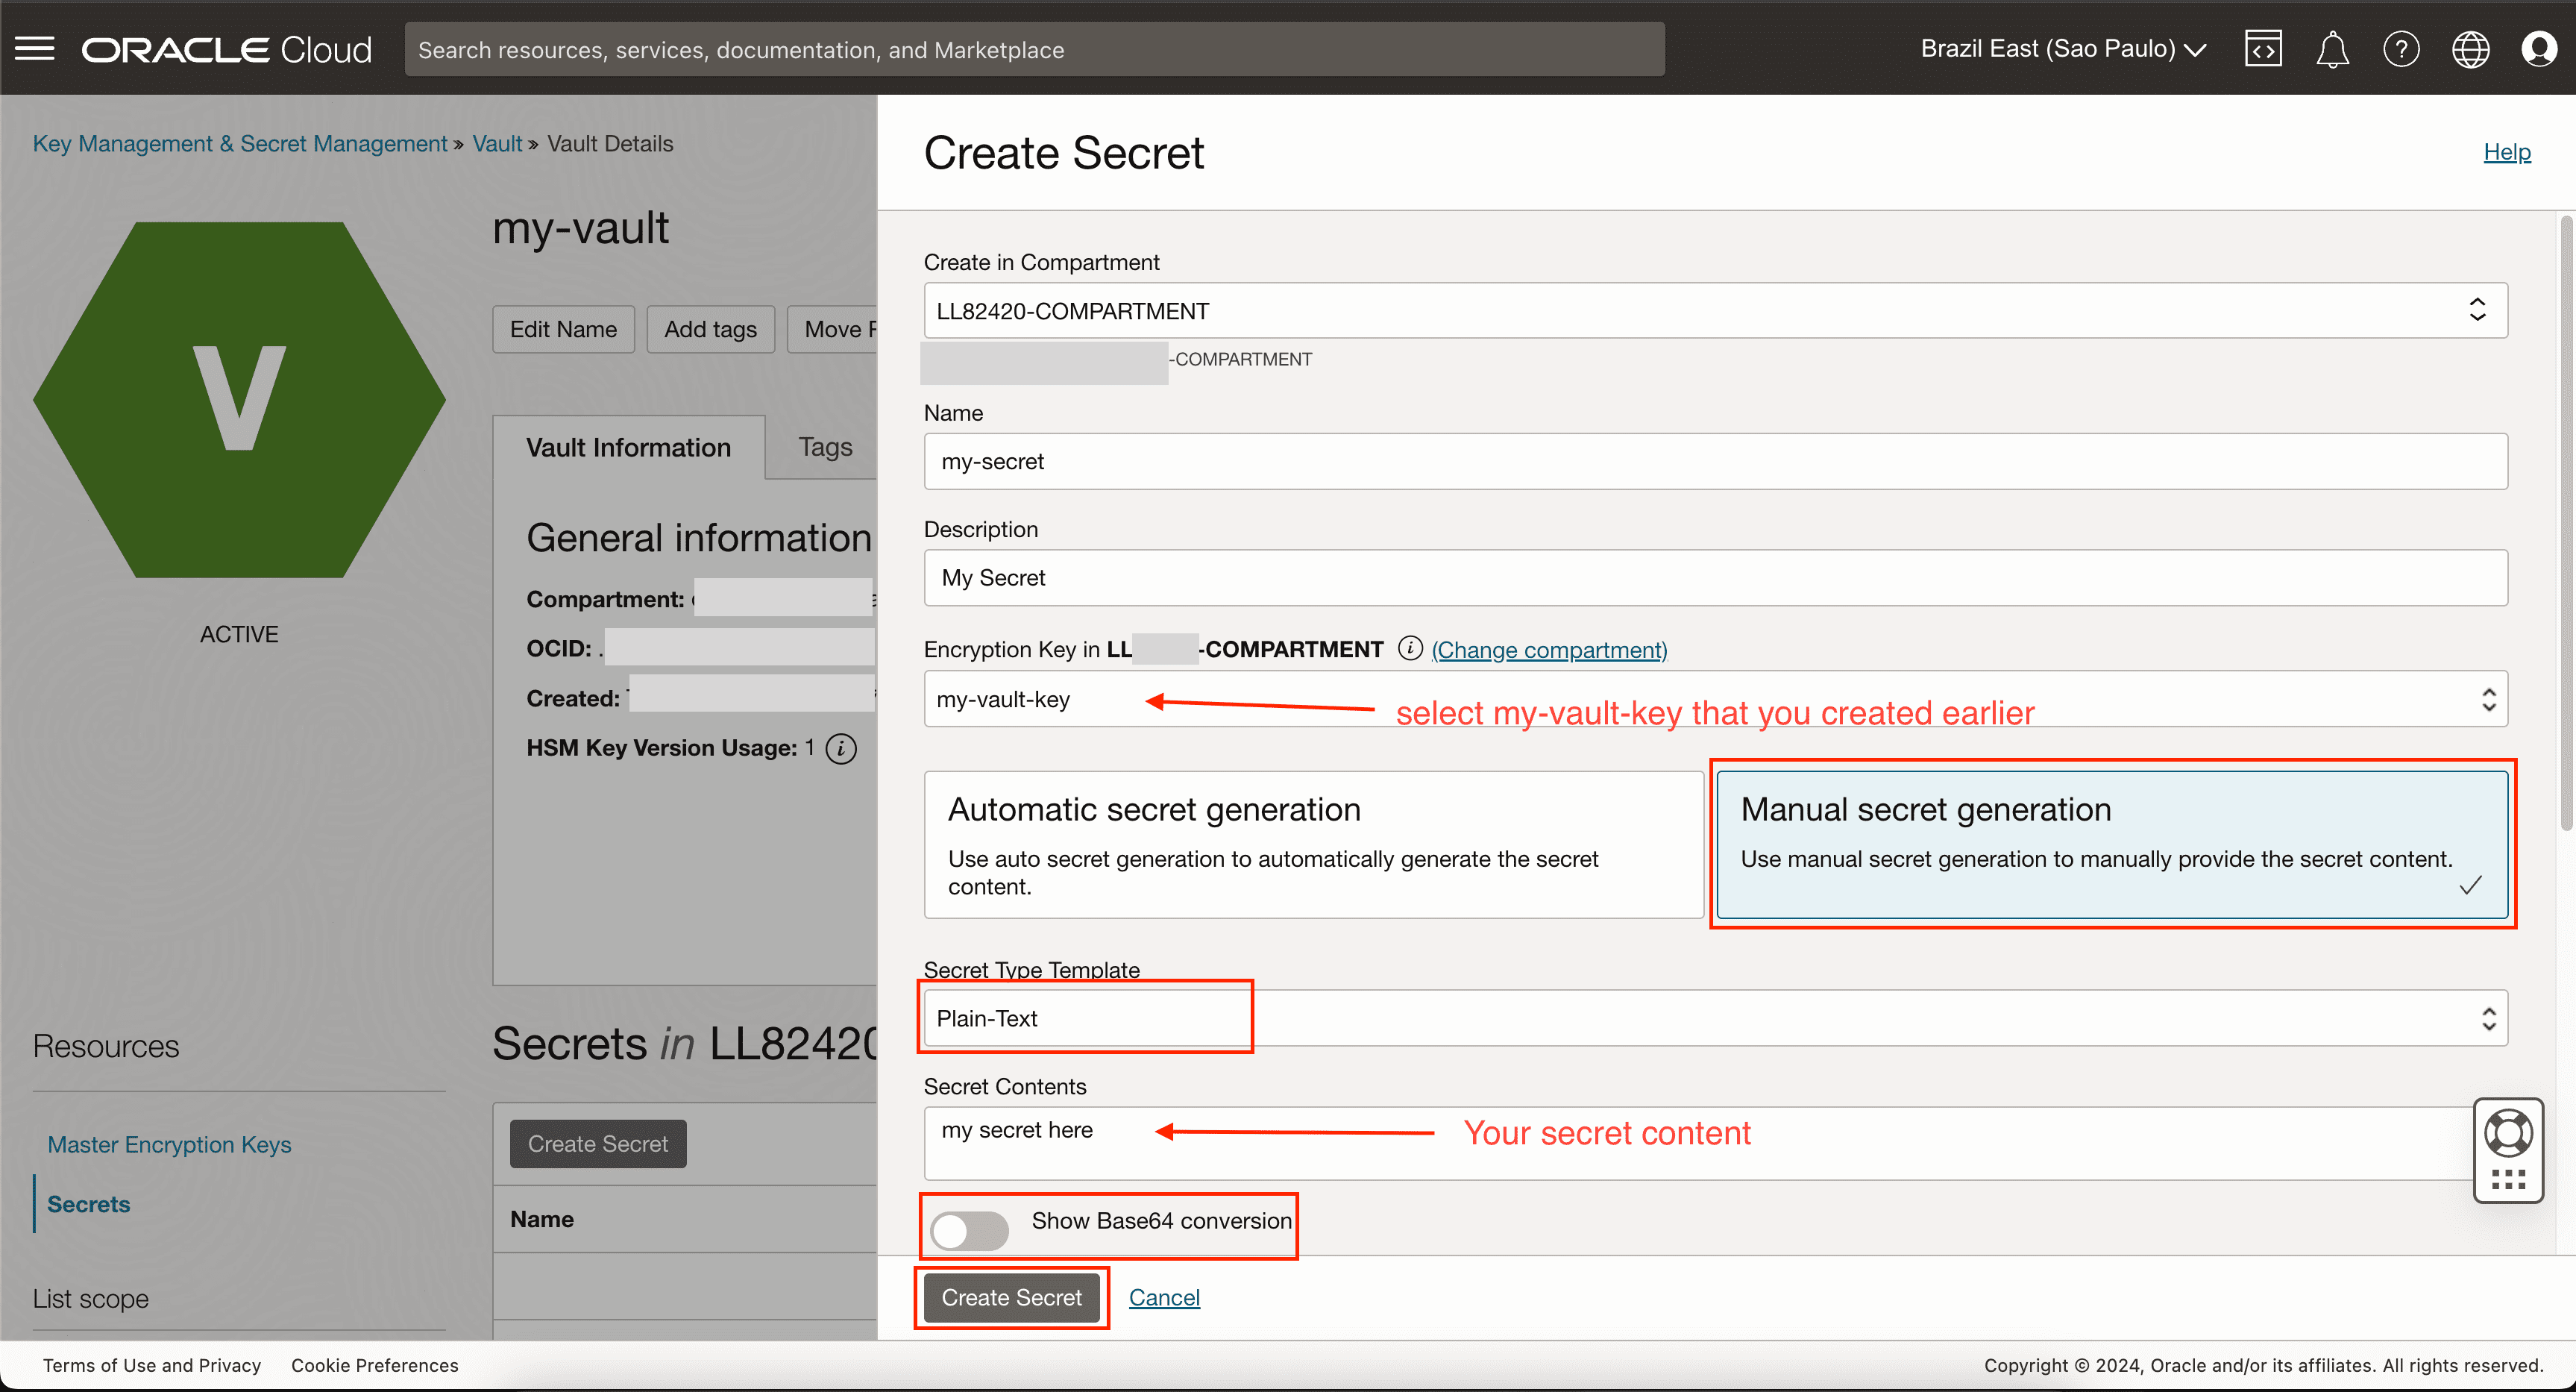 ORACLE Cloud
Search resources, services, documentation, and Marketplace
Brazil East (Sao Paulo)
Key Management & Secret Management » Vault » Vault Details
V
ACTIVE
my-vault
Edit Name
Add tags
Move
Vault Information
Tags
General information
Compartment:
OCID: .
Created:
HSM Key Version Usage: 1
Resources
Master Encryption Keys
Secrets
List scope
Secrets in LL82420
Create Secret
Name
Create Secret
Help
Create in Compartment
LL82420-COMPARTMENT
-COMPARTMENT
Name
my-secret
Description
My Secret
Encryption Key in LL -COMPARTMENT (Change compartment)
my-vault-key
select my-vault-key that you created earlier
Automatic secret generation
Use auto secret generation to automatically generate the secret
content.
Manual secret generation
Use manual secret generation to manually provide the secret content.
Secret Type Template
Plain-Text
Secret Contents
my secret here
Your secret content
Show Base64 conversion
Create Secret
Cancel
Terms of Use and Privacy
Cookie Preferences
Copyright © 2024, Oracle and/or its affiliates. All rights reserved.